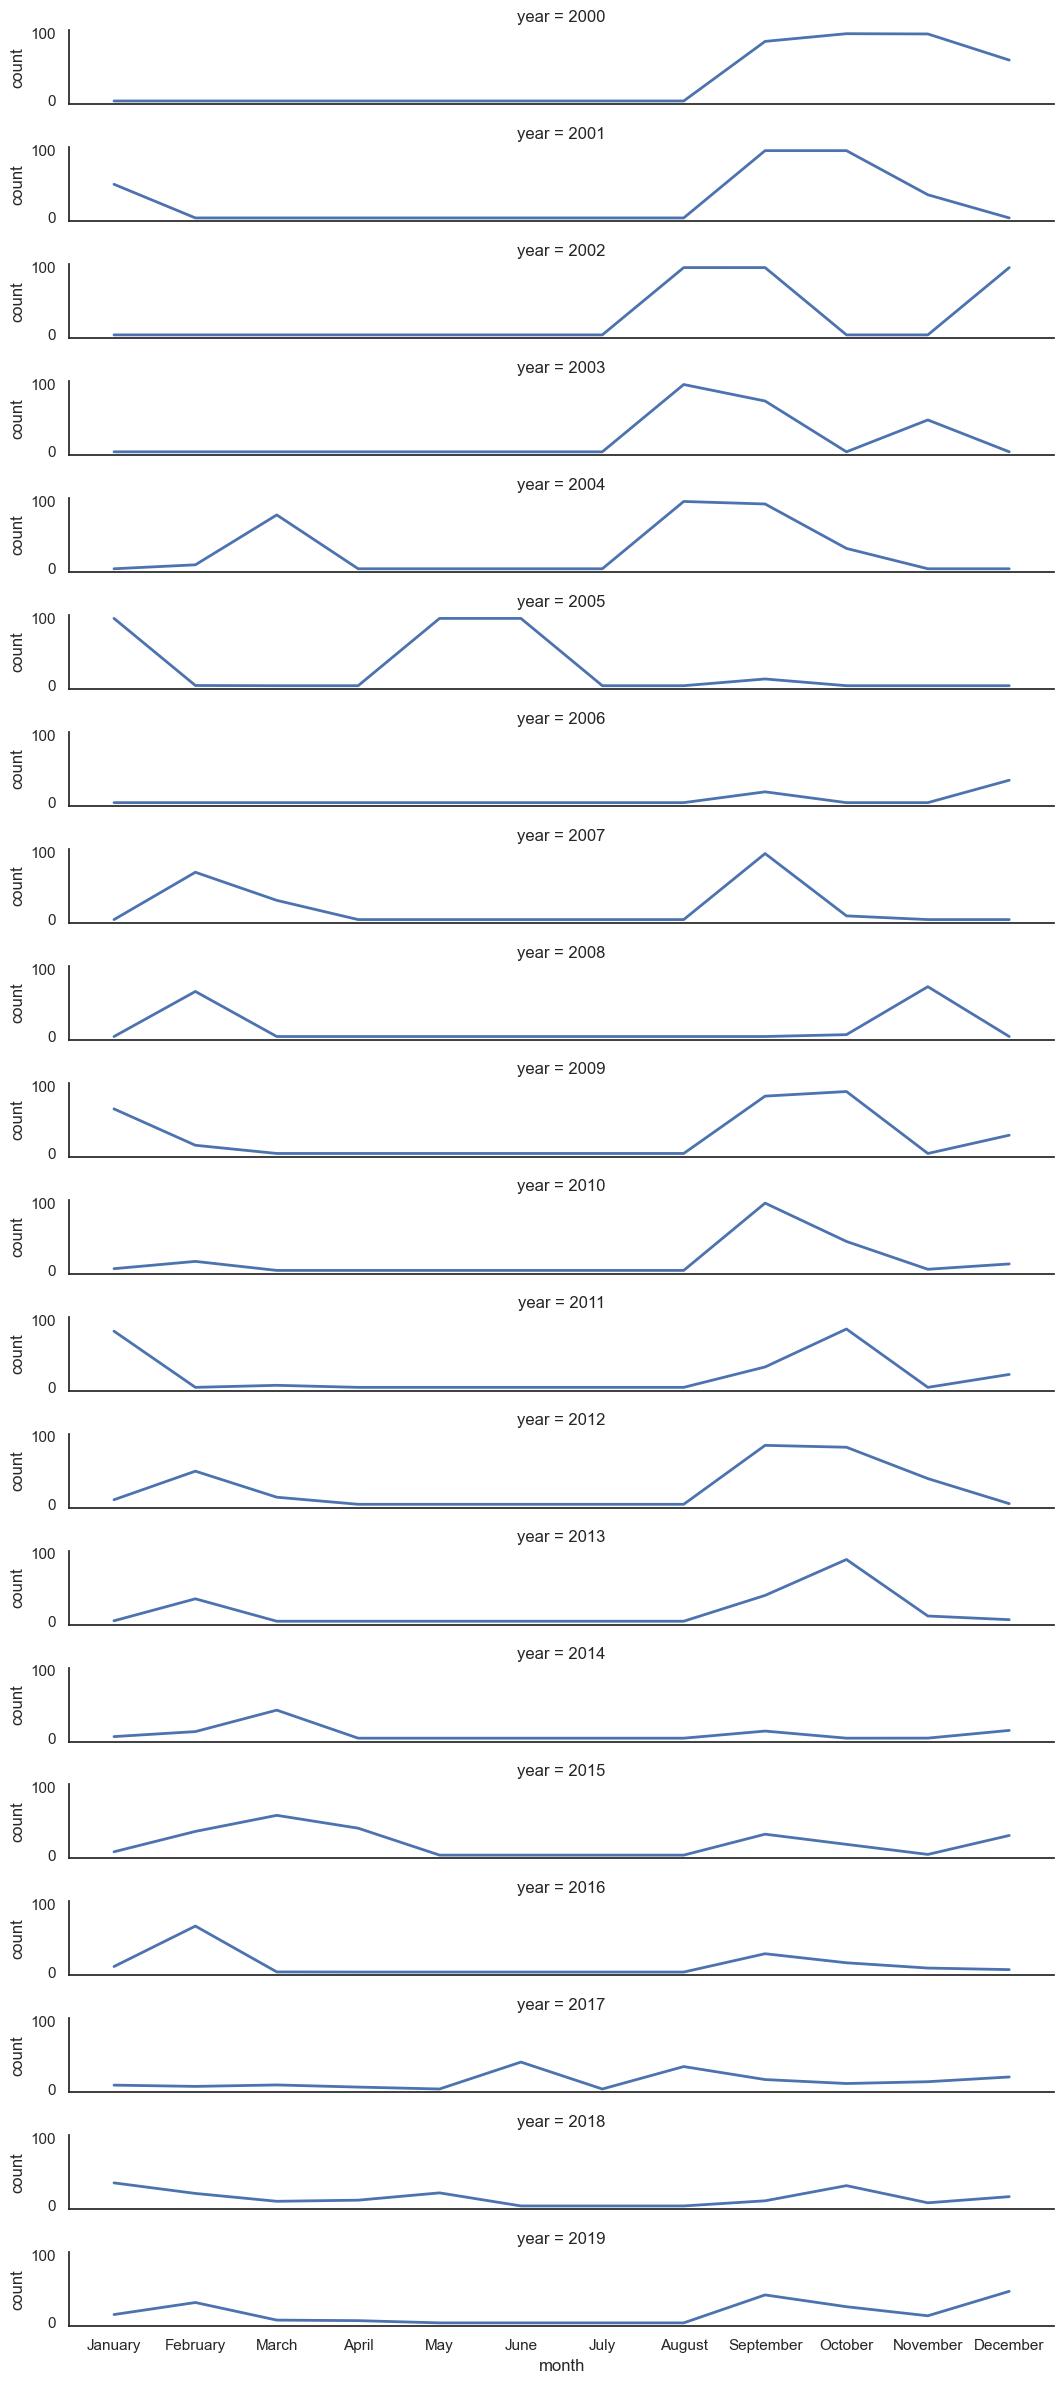 year = 2000
100
count
0
year = 2001
100
count
0
year = 2002
100
count
0
year = 2003
100
count
0
year = 2004
100
count
0
year = 2005
100
count
0
year = 2006
100
count
0
year = 2007
100
count
0
year = 2008
100
count
0
year = 2009
100
count
0
year = 2010
100
count
0
year = 2011
100
count
0
year = 2012
100
count
0
year = 2013
100
count
0
year = 2014
100
count
0
year = 2015
100
count
0
year = 2016
100
count
0
year = 2017
100
count
0
year = 2018
100
count
0
year = 2019
100
count
0
January February March April May June July August September October November December
month